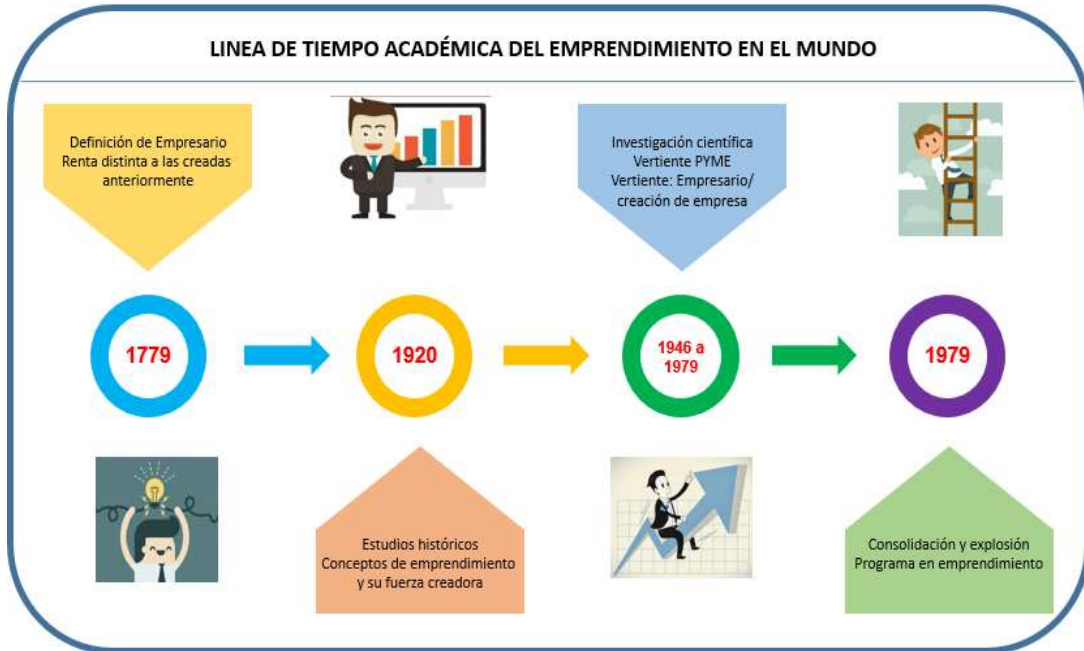 LINEA DE TIEMPO ACADÉMICA DEL EMPRENDIMIENTO EN EL MUNDO
Definición de Empresario
Renta distinta a las creadas
anteriormente
Investigación científica
Vertiente PYME
Vertiente: Empresario/
creación de empresa
1779
1920
1946 a
1979
1979
Estudios históricos
Conceptos de emprendimiento
y su fuerza creadora
Consolidación y explosión
Programa en emprendimiento